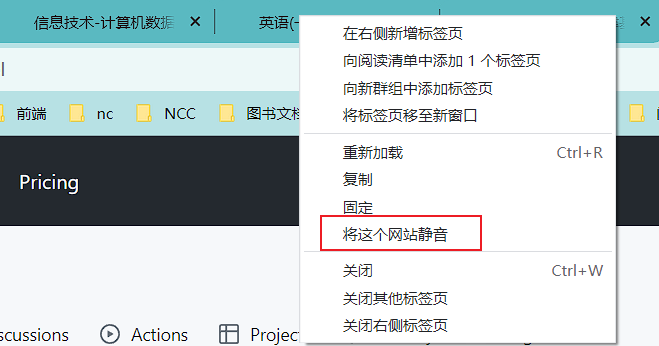 信息技术-计算机数据
英语(一
在右侧新增标签页
向阅读清单中添加 1 个标签页
向新群组中添加标签页
将标签页移至新窗口
重新加载 Ctrl+R
复制
固定
将这个网站静音
关闭 Ctrl+W
关闭其他标签页
关闭右侧标签页
前端
nc
NCC
图书文档
Pricing
scussions
Actions
Project